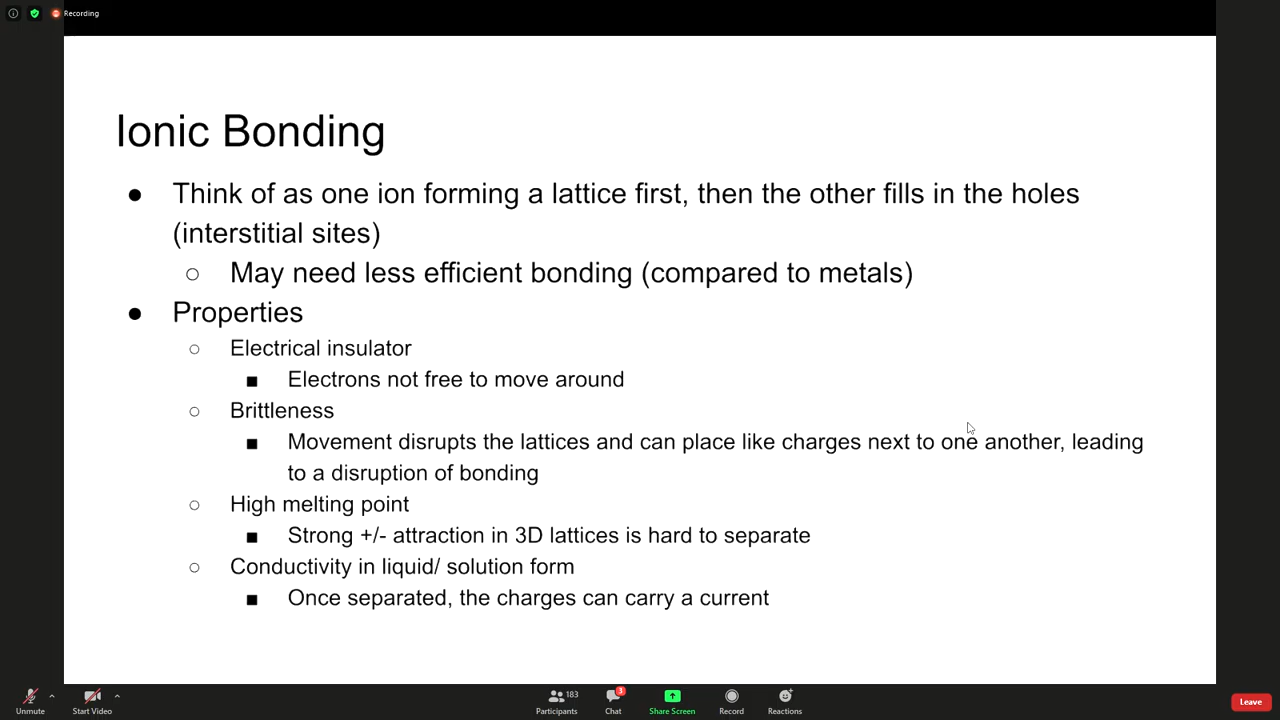 Recording
Ionic Bonding
● Think of as one ion forming a lattice first, then the other fills in the holes
(interstitial sites)
○ May need less efficient bonding (compared to metals)
● Properties
○ Electrical insulator
■ Electrons not free to move around
○ Brittleness
■ Movement disrupts the lattices and can place like charges next to one another, leading
to a disruption of bonding
○ High melting point
■ Strong +/- attraction in 3D lattices is hard to separate
○ Conductivity in liquid/ solution form
■ Once separated, the charges can carry a current
183
3
Unmute
Start Video
Participants
Chat
Share Screen
Record
Reactions
Leave